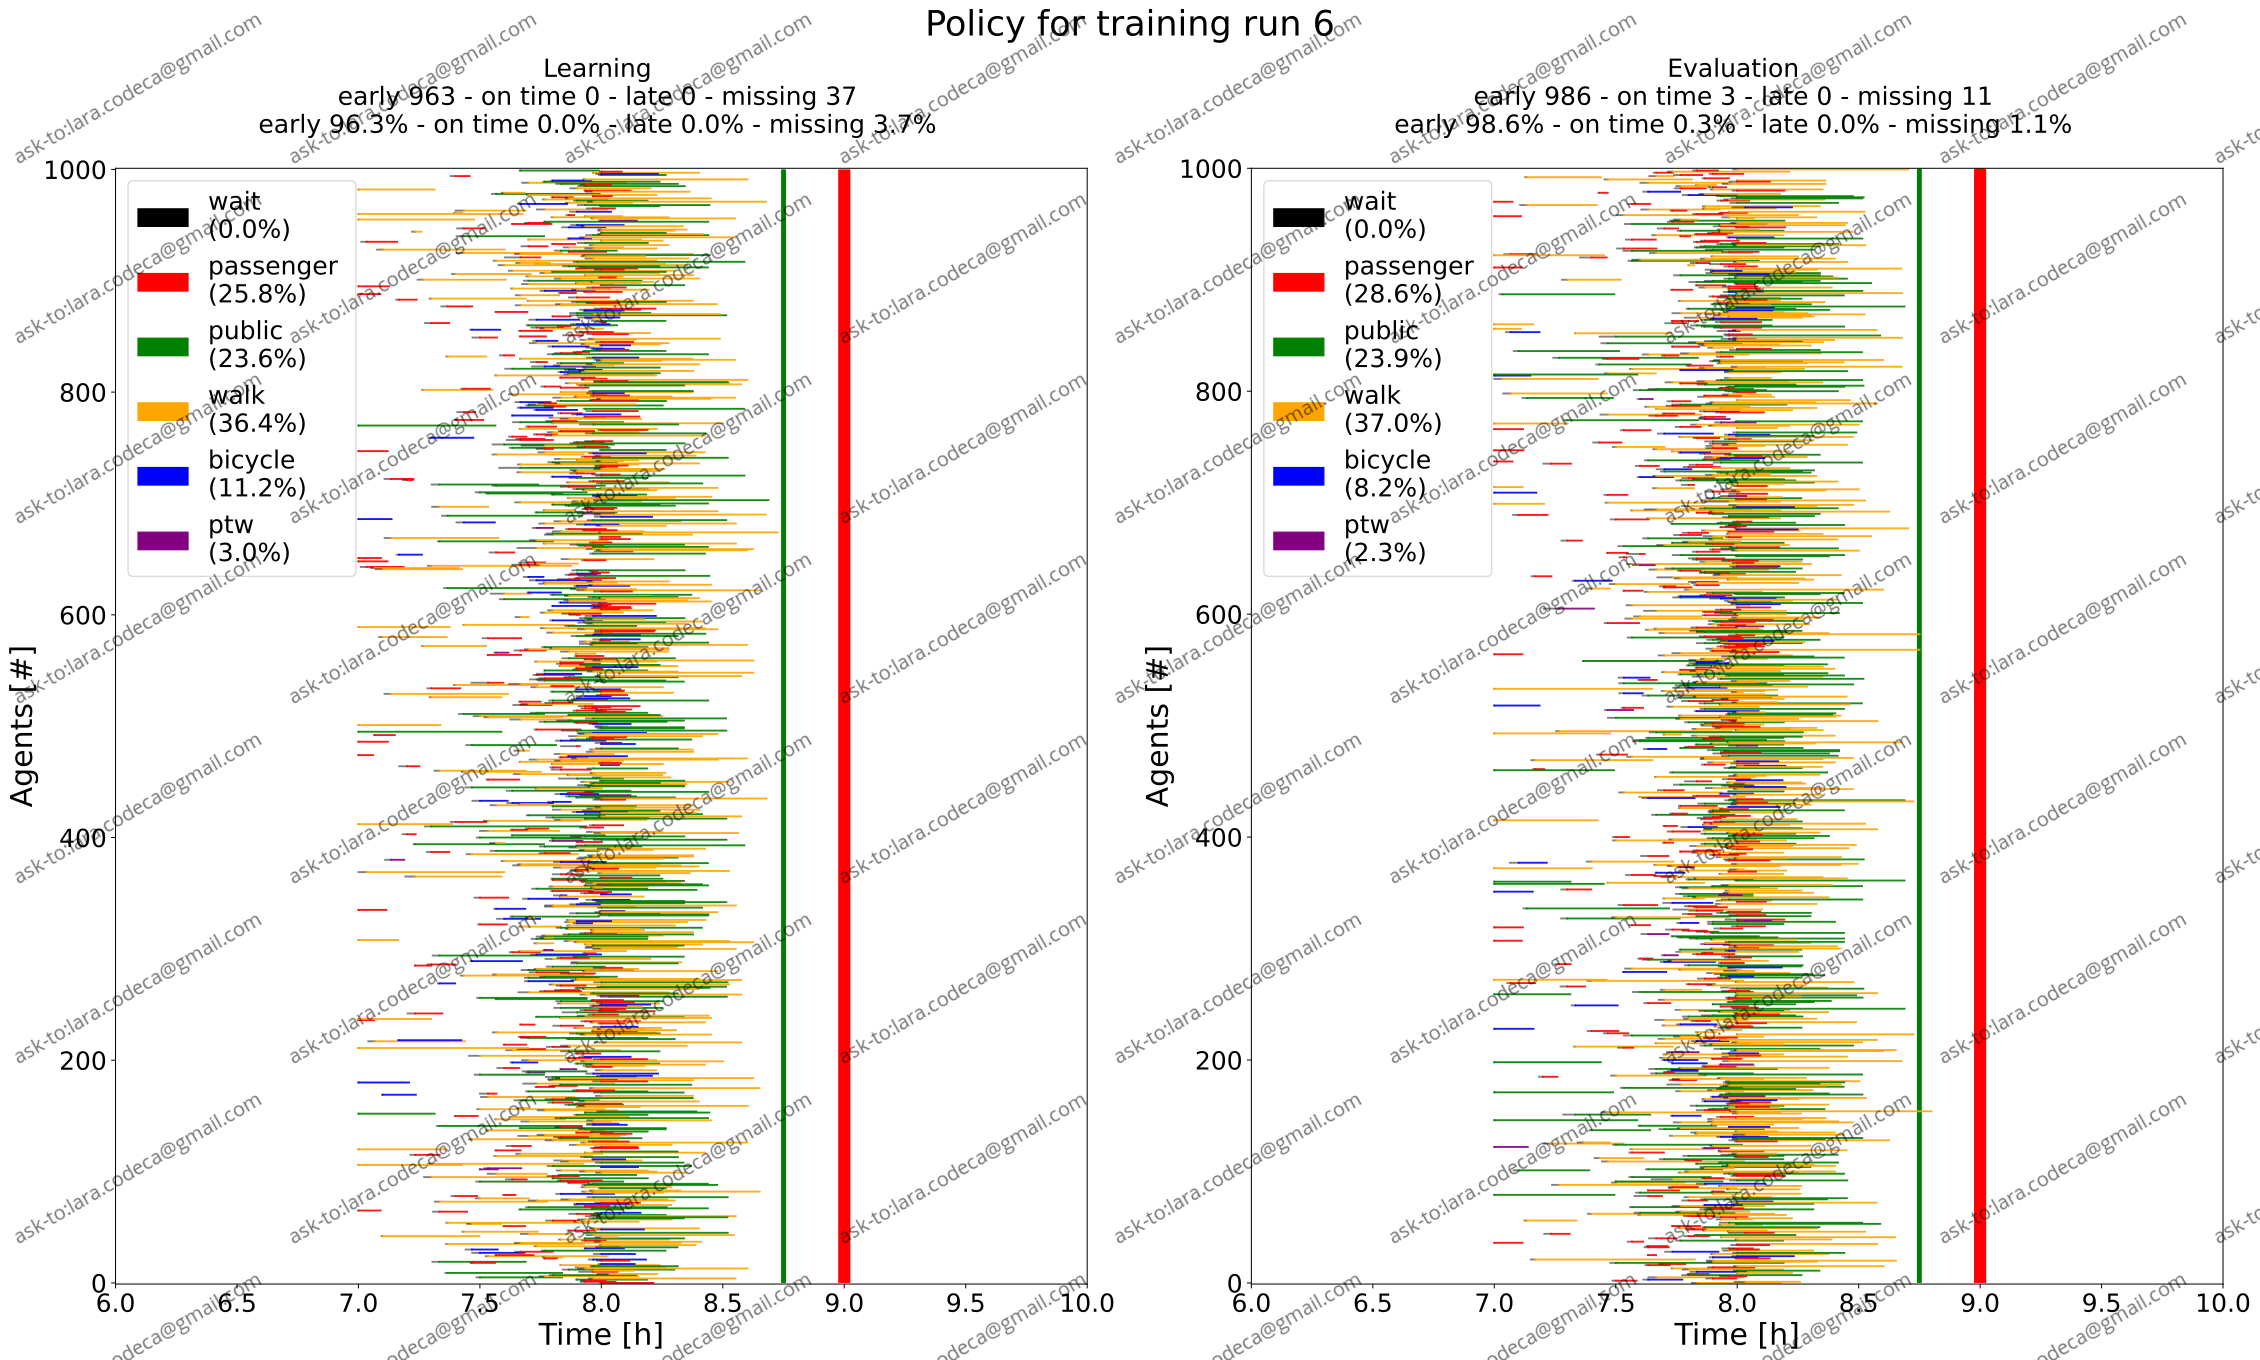 Policy for training run 6
Learning
early 963 - on time 0 - late 0 - missing 37
early 96.3% - on time 0.0% - late 0.0% - missing 3.7%
Evaluation
early 986 - on time 3 - late 0 - missing 11
early 98.6% - on time 0.3% - late 0.0% - missing 1.1%
Agents [#]
1000
800
600
400
200
0
wait
(0.0%)
passenger
(25.8%)
public
(23.6%)
walk
(36.4%)
bicycle
(11.2%)
ptw
(3.0%)
6.0 6.5 7.0 7.5 8.0 8.5 9.0 9.5 10.0
Time [h]
Agents [#]
1000
800
600
400
200
0
wait
(0.0%)
passenger
(28.6%)
public
(23.9%)
walk
(37.0%)
bicycle
(8.2%)
ptw
(2.3%)
6.0 6.5 7.0 7.5 8.0 8.5 9.0 9.5 10.0
Time [h]
ask-to:lara.codeca@gmail.com